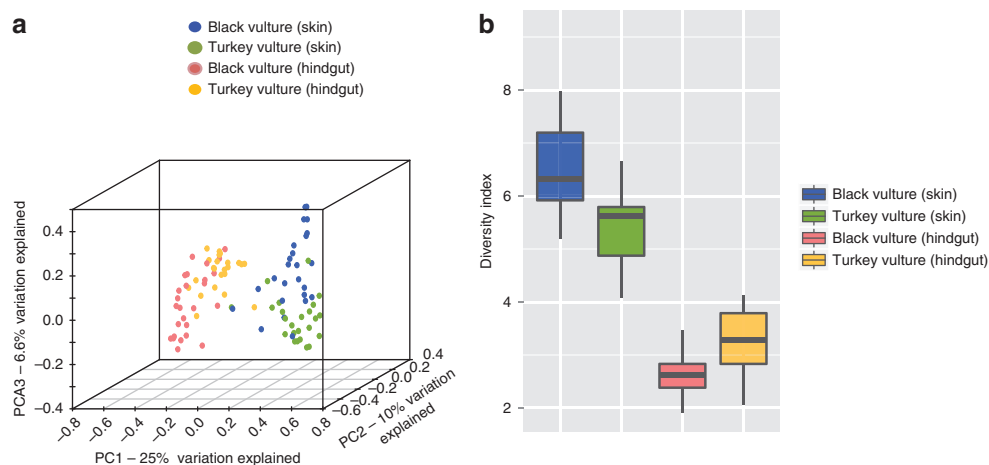 a
Black vulture (skin)
Turkey vulture (skin)
Black vulture (hindgut)
Turkey vulture (hindgut)
PCA3 – 6.6% variation explained
0.4
0.2
0.0
–0.2
–0.4
–0.8
–0.6
–0.4
–0.2
0.0
0.2
0.4
0.6
0.8
PC1 – 25% variation explained
–0.6
–0.4
–0.2
0.0
0.2
0.4
PC2 – 10% variation
explained
b
Diversity index
8
6
4
2
Black vulture (skin)
Turkey vulture (skin)
Black vulture (hindgut)
Turkey vulture (hindgut)